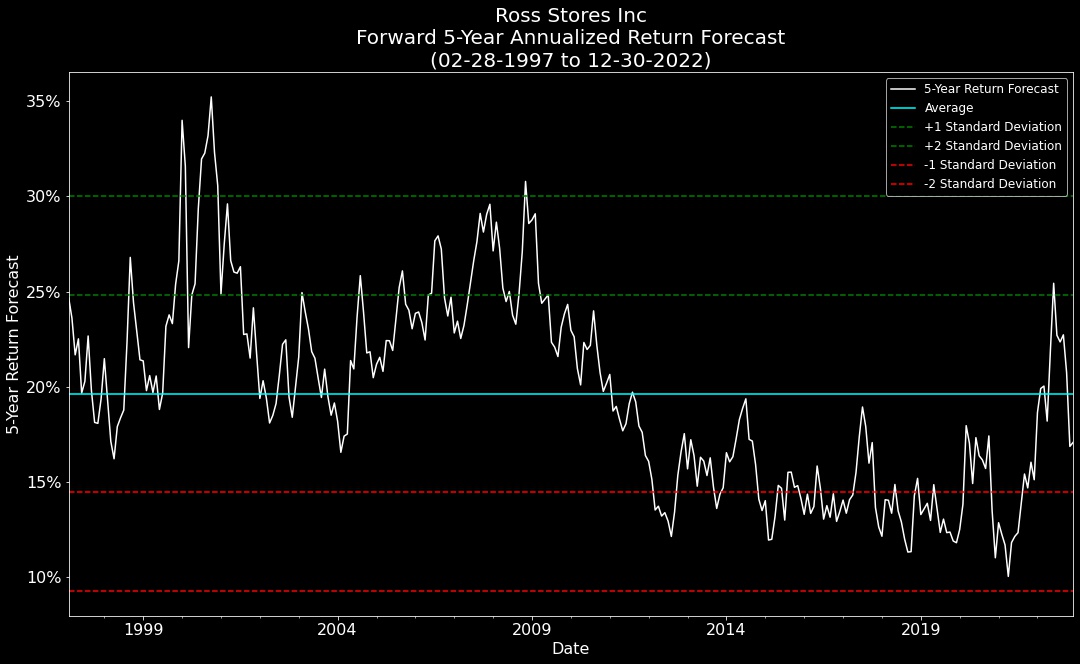 Ross Stores Inc
Forward 5-Year Annualized Return Forecast
(02-28-1997 to 12-30-2022)
5-Year Return Forecast
Average
+1 Standard Deviation
+2 Standard Deviation
-1 Standard Deviation
-2 Standard Deviation
35%
30%
25%
20%
15%
10%
5-Year Return Forecast
1999
2004
2009
2014
2019
Date